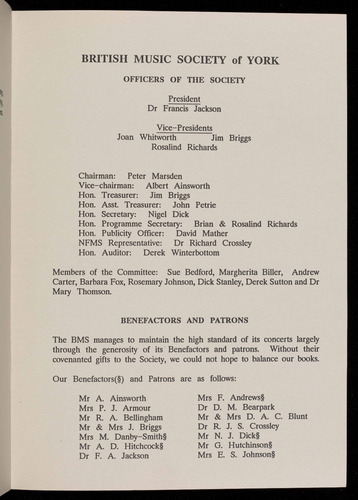 BRITISH MUSIC SOCIETY of YORK
OFFICERS OF THE SOCIETY
President
Dr Francis Jackson
Vice-Presidents
Joan Whitworth Jim Briggs
Rosalind Richards
Chairman: Peter Marsden
Vice-chairman: Albert Ainsworth
Hon. Treasurer: Jim Briggs
Hon. Asst. Treasurer: John Petrie
Hon. Secretary: Nigel Dick
Hon. Programme Secretary: Brian & Rosalind Richards
Hon. Publicity Officer: David Mather
NFMS Representative: Dr Richard Crossley
Hon. Auditor: Derek Winterbottom
Members of the Committee: Sue Bedford, Margherita Biller, Andrew
Carter, Barbara Fox, Rosemary Johnson, Dick Stanley, Derek Sutton and Dr
Mary Thomson.
BENEFACTORS AND PATRONS
The BMS manages to maintain the high standard of its concerts largely
through the generosity of its Benefactors and patrons. Without their
covenanted gifts to the Society, we could not hope to balance our books.
Our Benefactors(§) and Patrons are as follows:
Mr A. Ainsworth
Mrs P. J. Armour
Mr R. A. Bellingham
Mr & Mrs J. Briggs
Mrs M. Danby-Smith§
Mr A. D. Hitchcock§
Dr F. A. Jackson
Mrs F. Andrews§
Dr D. M. Bearpark
Mr & Mrs D. A. C. Blunt
Dr R. J. S. Crossley
Mr N. J. Dick§
Mr G. Hutchinson§
Mrs E. S. Johnson§